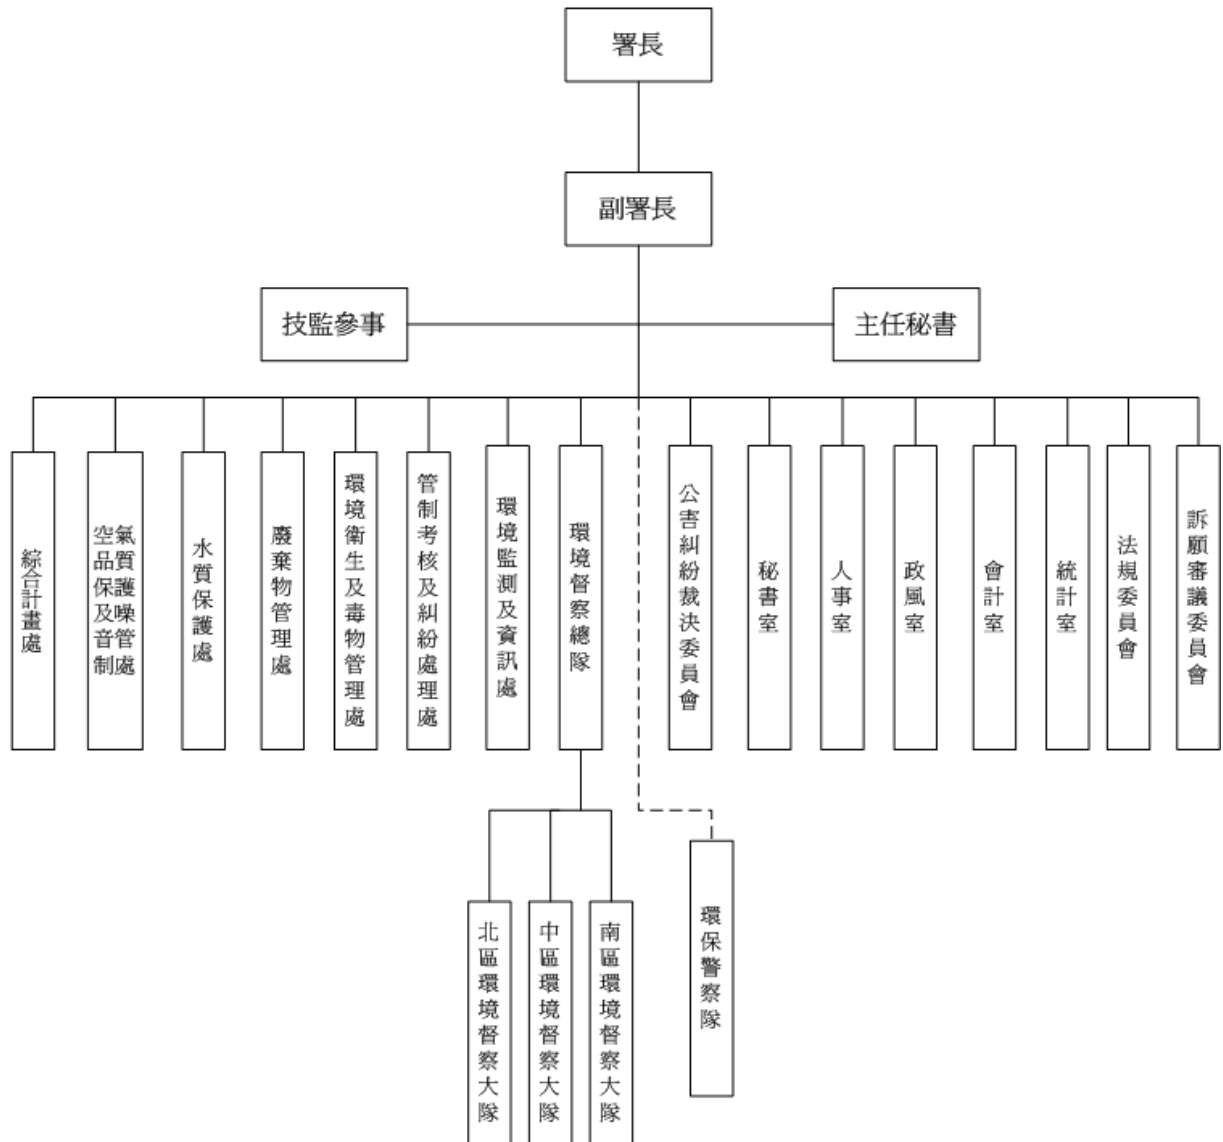 署長
副署長
技監參事
主任秘書
綜合計畫處
空氣品質保護及噪音管制處
水質保護處
廢棄物管理處
環境衛生及毒物管理處
管制考核及糾紛處理處
環境監測及資訊處
環境督察總隊
公害糾紛裁決委員會
秘書室
人事室
政風室
會計室
統計室
法規委員會
訴願審議委員會
北區環境督察大隊
中區環境督察大隊
南區環境督察大隊
環保警察隊